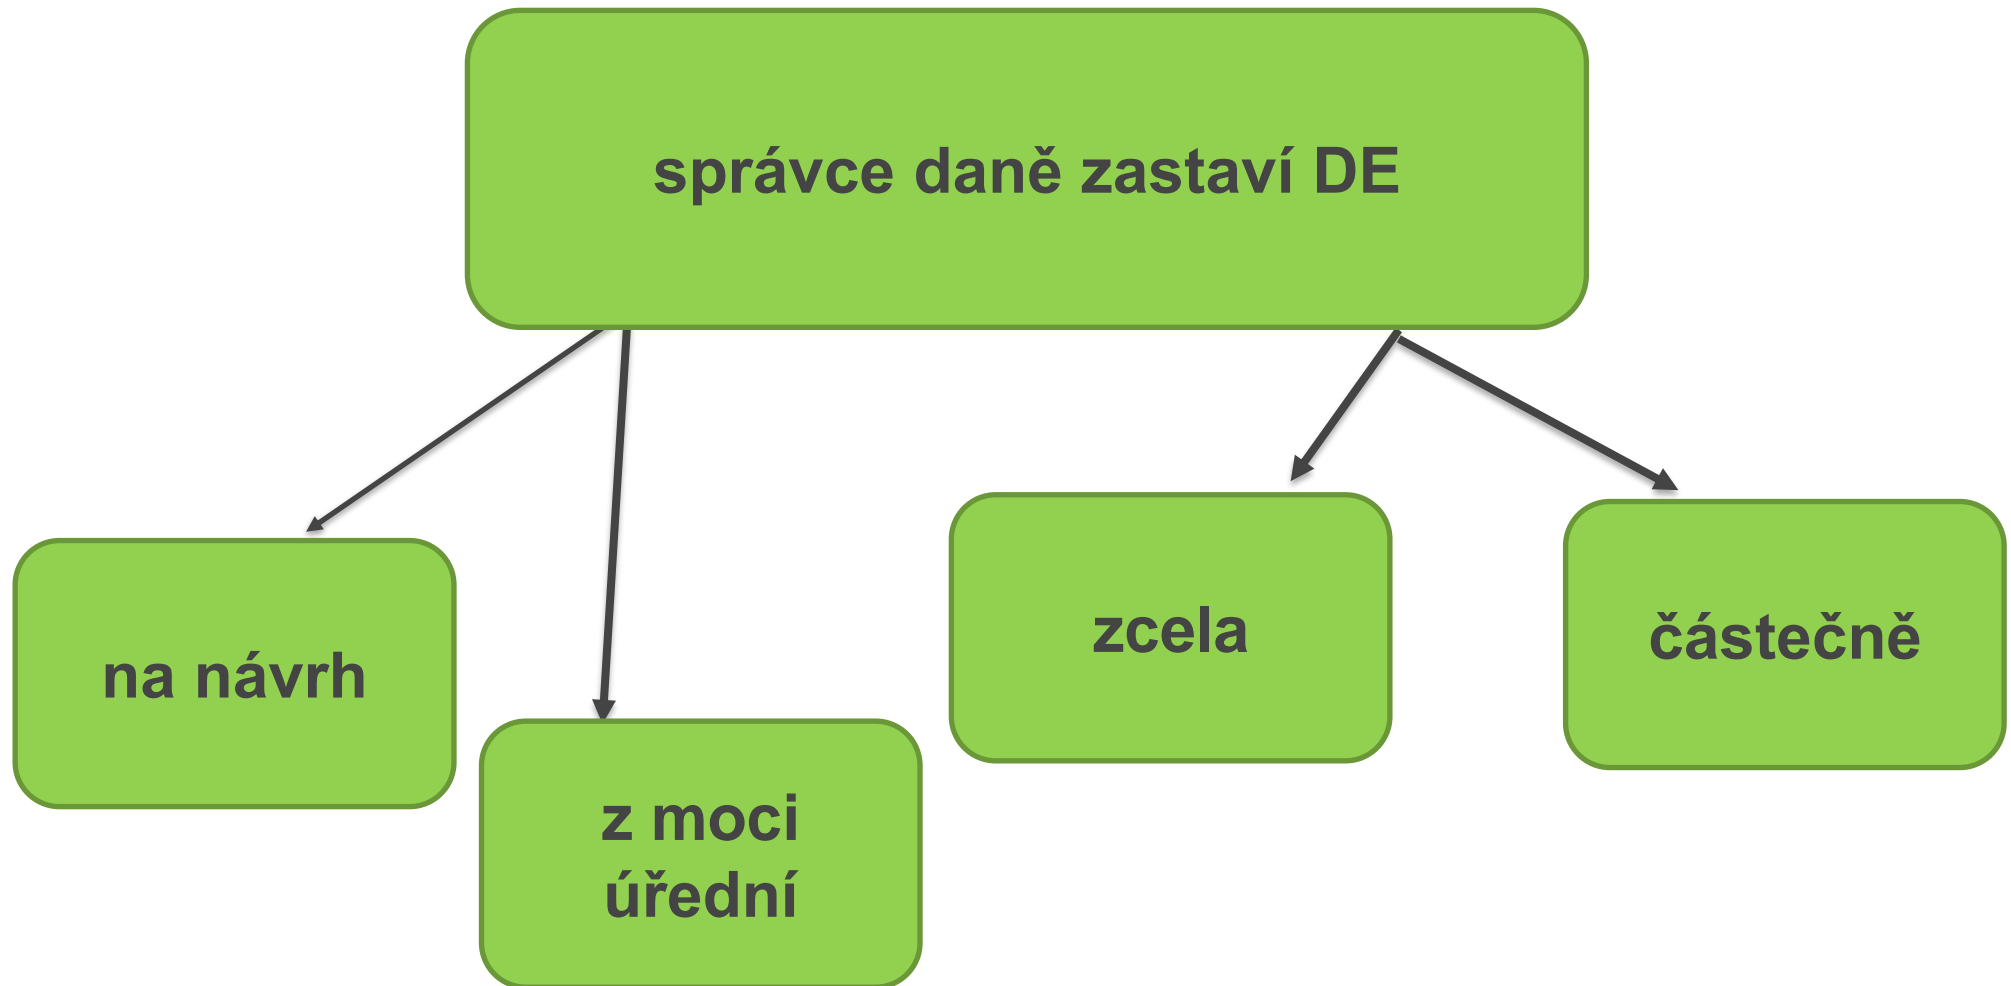 správce daně zastaví DE
na návrh
z moci
úřední
zcela
částečně